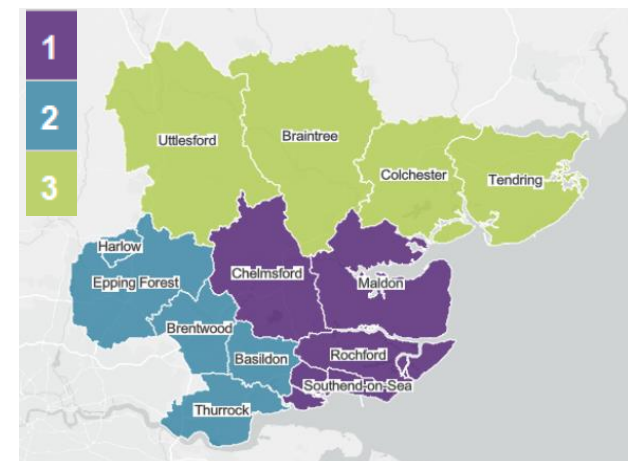 1
2
3
Uttlesford
Braintree
Colchester
Tendring
Harlow
Epping Forest
Chelmsford
Maldon
Brentwood
Basildon
Rochford
Southend-on-Sea
Thurrock